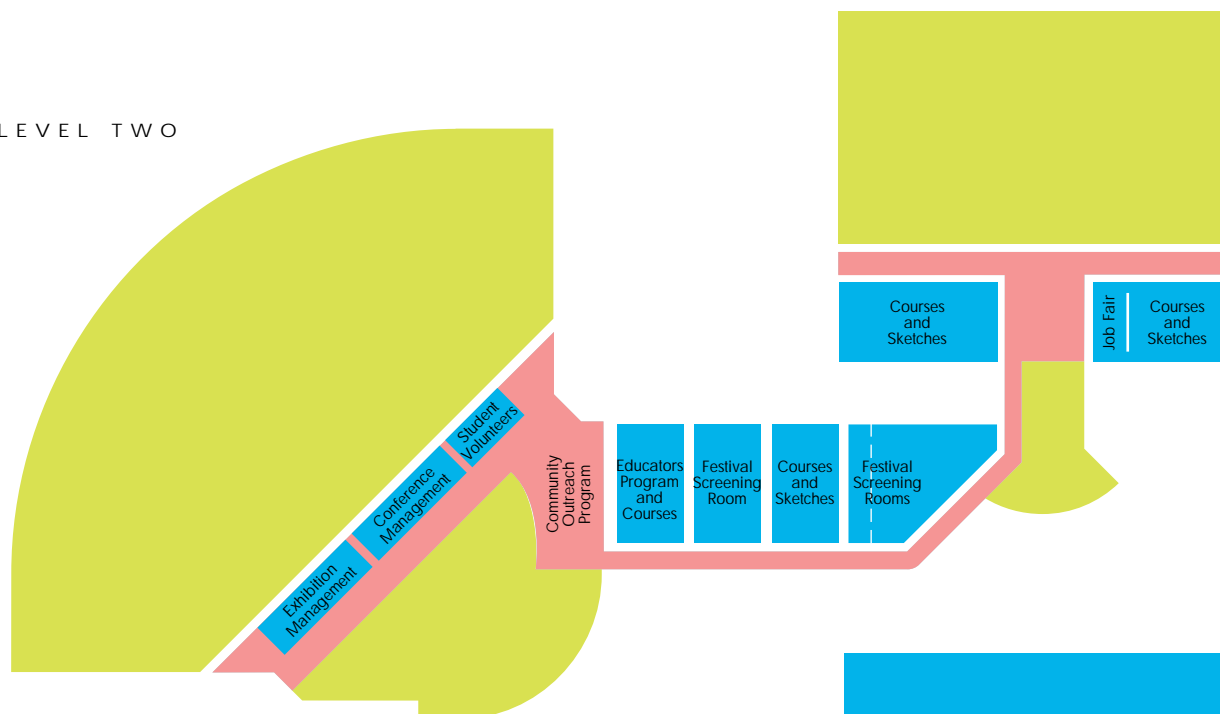 LEVEL TWO
Courses
and
Sketches
Job Fair
Courses
and
Sketches
Student
Volunteers
Conference
Management
Exhibition
Management
Community
Outreach
Program
Educators
Program
and
Courses
Festival
Screening
Room
Courses
and
Sketches
Festival
Screening
Rooms